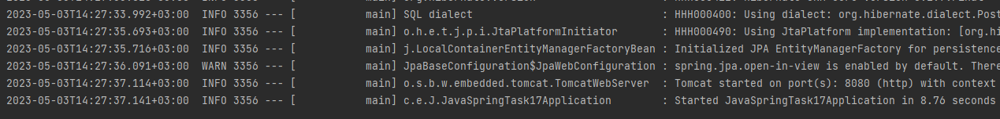 2023-05-03T14:27:33.992+03:00  INFO 3356 --- [           main] SQL dialect                              : HHH000400: Using dialect: org.hibernate.dialect.Post
2023-05-03T14:27:35.693+03:00  INFO 3356 --- [           main] o.h.e.t.j.p.i.JtaPlatformInitiator       : HHH000490: Using JtaPlatform implementation: [org.hi
2023-05-03T14:27:35.716+03:00  INFO 3356 --- [           main] j.LocalContainerEntityManagerFactoryBean : Initialized JPA EntityManagerFactory for persistence
2023-05-03T14:27:36.091+03:00  WARN 3356 --- [           main] JpaBaseConfiguration$JpaWebConfiguration : spring.jpa.open-in-view is enabled by default. There
2023-05-03T14:27:37.114+03:00  INFO 3356 --- [           main] o.s.b.w.embedded.tomcat.TomcatWebServer  : Tomcat started on port(s): 8080 (http) with context
2023-05-03T14:27:37.141+03:00  INFO 3356 --- [           main] c.e.J.JavaSpringTask17Application        : Started JavaSpringTask17Application in 8.76 seconds